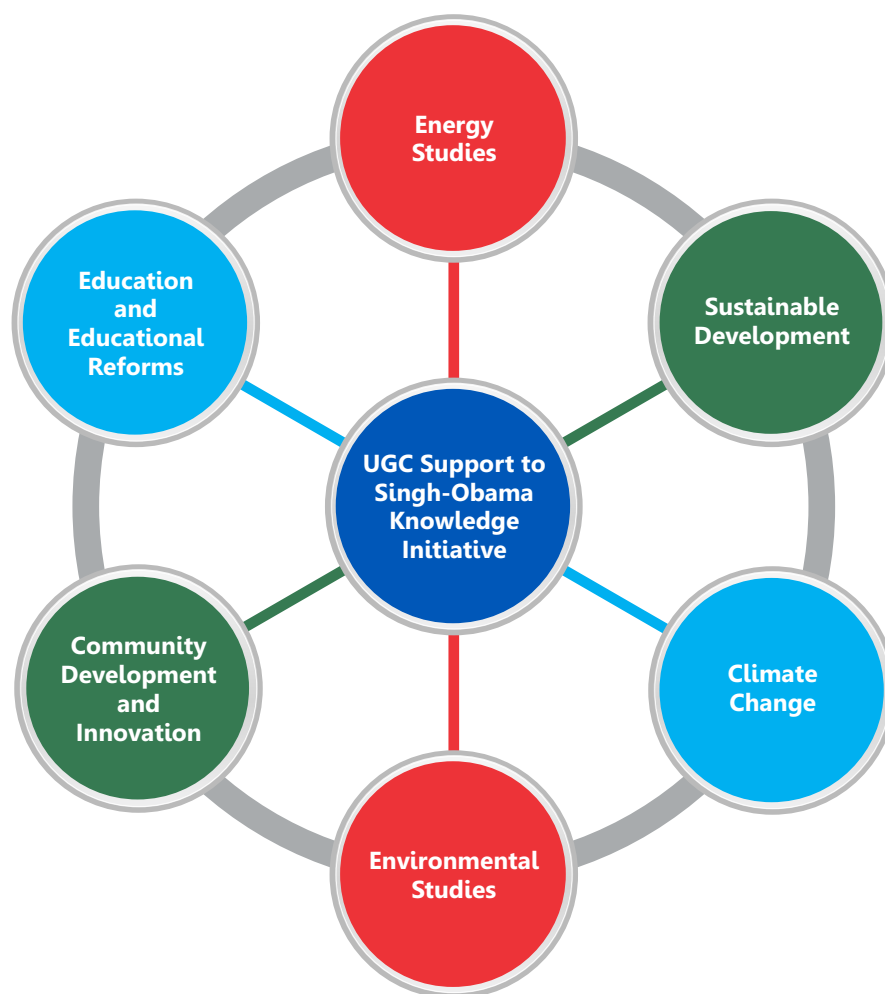 Energy
Studies
Sustainable
Development
Climate
Change
Environmental
Studies
Community
Development
and
Innovation
Education
and
Educational
Reforms
UGC Support to
Singh-Obama
Knowledge
Initiative